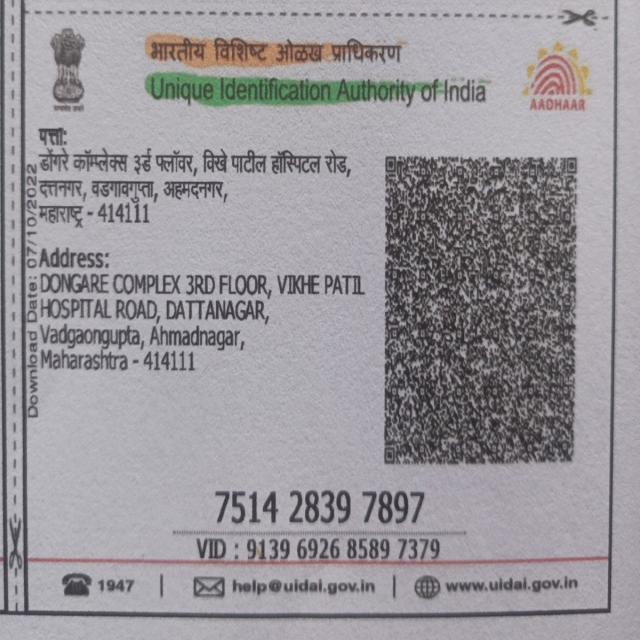 भारतीय विशिष्ट ओळख प्राधिकरण
Unique Identification Authority of India
AADHAAR
पत्ता:
डोंगरे कॉम्प्लेक्स ३र्ड फ्लॉवर, विखे पाटील हॉस्पिटल रोड,
दत्तनगर, वडगावगुप्ता, अहमदनगर,
महाराष्ट्र - 414111
Address:
DONGARE COMPLEX 3RD FLOOR, VIKHE PATIL
HOSPITAL ROAD, DATTANAGAR,
Vadgaongupta, Ahmadnagar,
Maharashtra - 414111
Download Date: 07/10/2022
7514 2839 7897
VID : 9139 6926 8589 7379
1947 | help@uidai.gov.in | www.uidai.gov.in